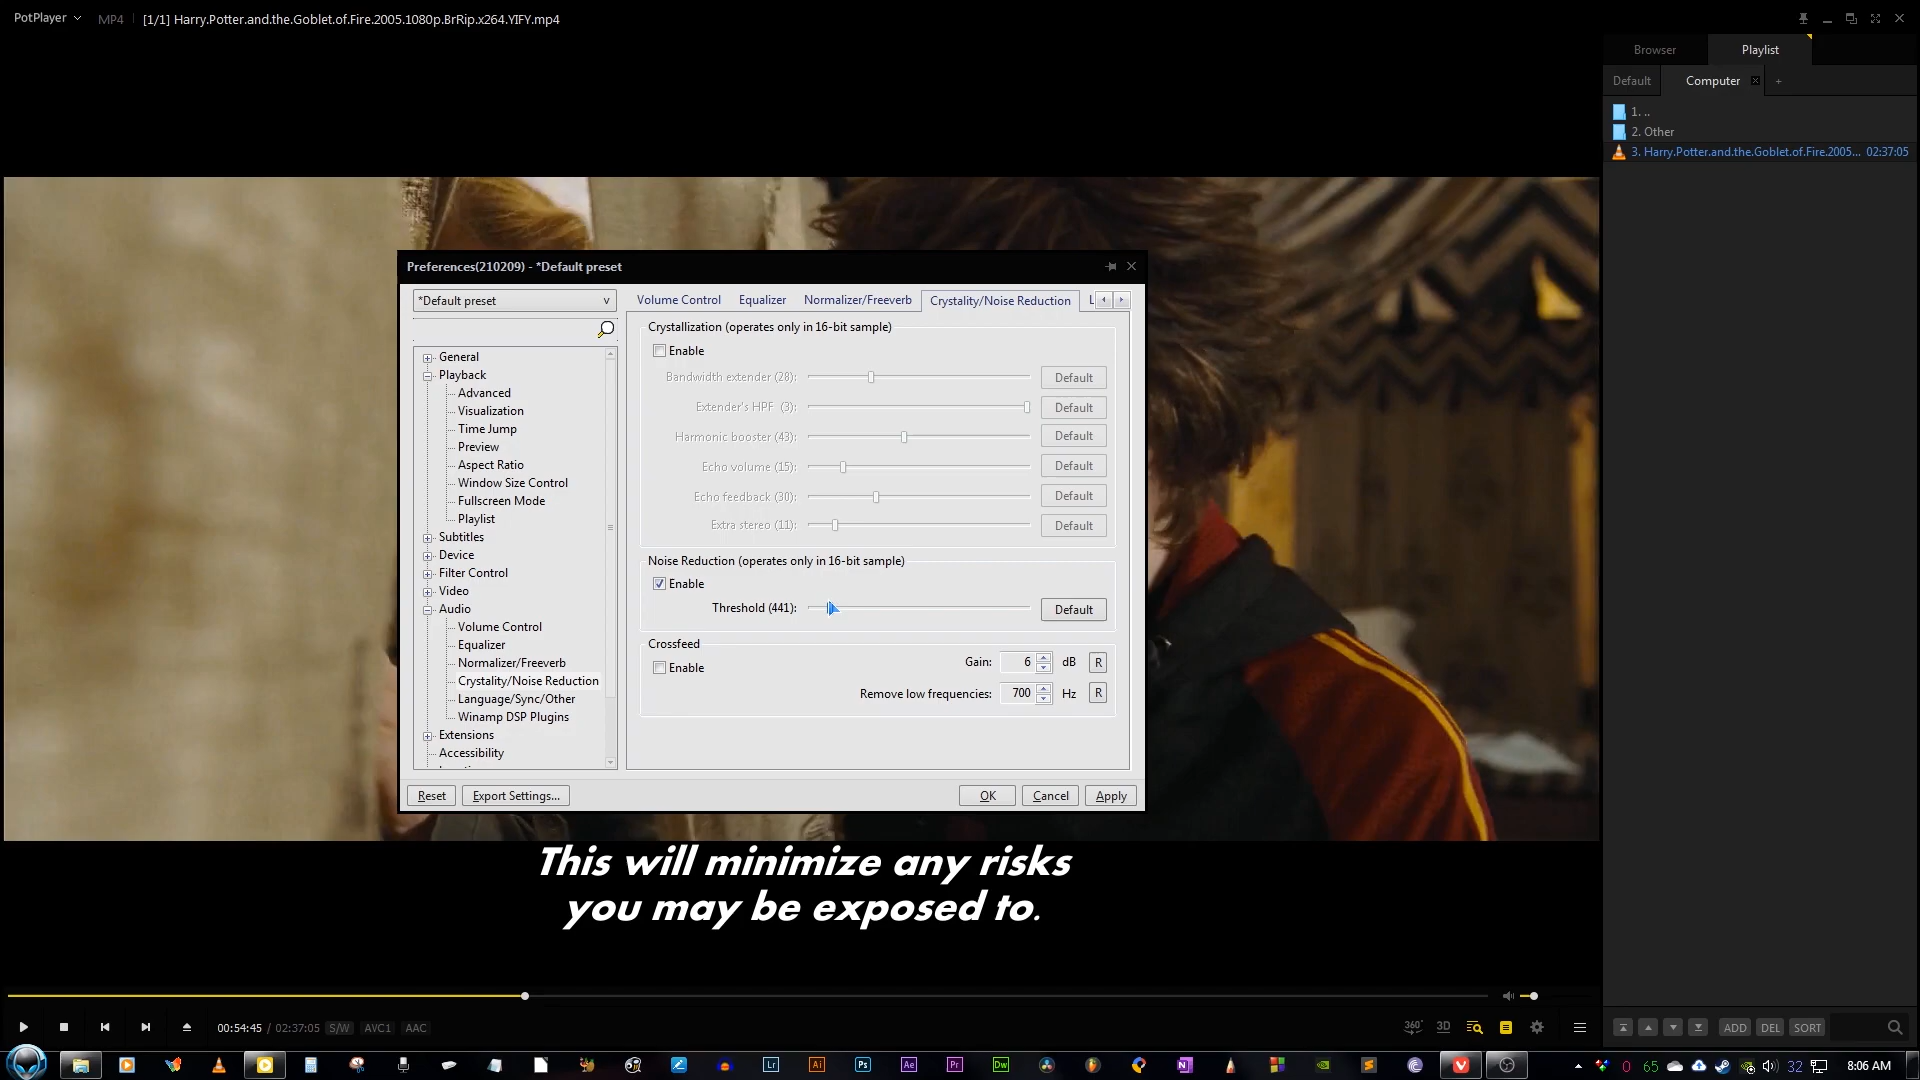 PotPlayer
MP4
[1/1] Harry.Potter.and.the.Goblet.of.Fire.2005.1080p.BrRip.x264.YIFY.mp4
Browser
Playlist
Default
Computer
+
1. ..
2. Other
3. Harry.Potter.and.the.Goblet.of.Fire.2005... 02:37:05
Preferences(210209) - *Default preset
*Default preset
General
Playback
Advanced
Visualization
Time Jump
Preview
Aspect Ratio
Window Size Control
Fullscreen Mode
Playlist
Subtitles
Device
Filter Control
Video
Audio
Volume Control
Equalizer
Normalizer/Freeverb
Crystality/Noise Reduction
Language/Sync/Other
Winamp DSP Plugins
Extensions
Accessibility
Volume Control
Equalizer
Normalizer/Freeverb
Crystality/Noise Reduction
L
Crystallization (operates only in 16-bit sample)
Enable
Bandwidth extender (28): Default
Extender's HPF (3): Default
Harmonic booster (43): Default
Echo volume (15): Default
Echo feedback (30): Default
Extra stereo (11): Default
Noise Reduction (operates only in 16-bit sample)
Enable
Threshold (441): Default
Crossfeed
Enable
Gain: 6 dB R
Remove low frequencies: 700 Hz R
Reset
Export Settings...
OK
Cancel
Apply
This will minimize any risks
you may be exposed to.
00:54:45 / 02:37:05 S/W AVC1 AAC
360°
3D
ADD
DEL
SORT
Lr
Ai
Ps
Ae
Pr
Dw
0
65
32
8:06 AM